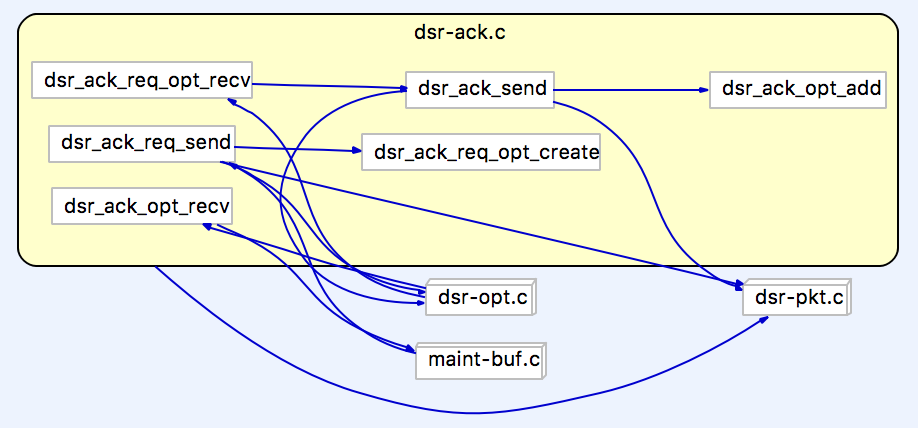 dsr-ack.c
dsr_ack_req_opt_recv
dsr_ack_send
dsr_ack_opt_add
dsr_ack_req_send
dsr_ack_req_opt_create
dsr_ack_opt_recv
dsr-opt.c
dsr-pkt.c
maint-buf.c